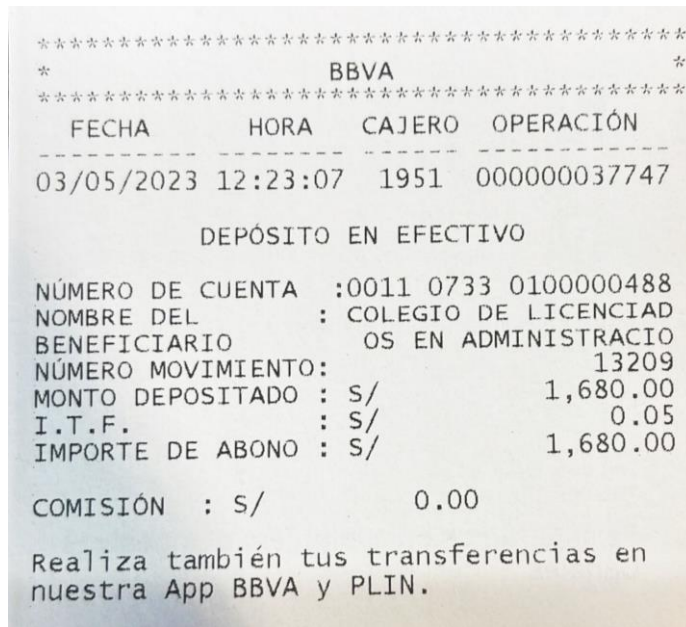 *****************************************
* BBVA *
*****************************************
FECHA HORA CAJERO OPERACIÓN
---------- -------- ------ ------------
03/05/2023 12:23:07 1951 000000037747
DEPÓSITO EN EFECTIVO
NÚMERO DE CUENTA :0011 0733 0100000488
NOMBRE DEL : COLEGIO DE LICENCIAD
BENEFICIARIO OS EN ADMINISTRACIO
NÚMERO MOVIMIENTO: 13209
MONTO DEPOSITADO : S/ 1,680.00
I.T.F. : S/ 0.05
IMPORTE DE ABONO : S/ 1,680.00
COMISIÓN : S/ 0.00
Realiza también tus transferencias en
nuestra App BBVA y PLIN.